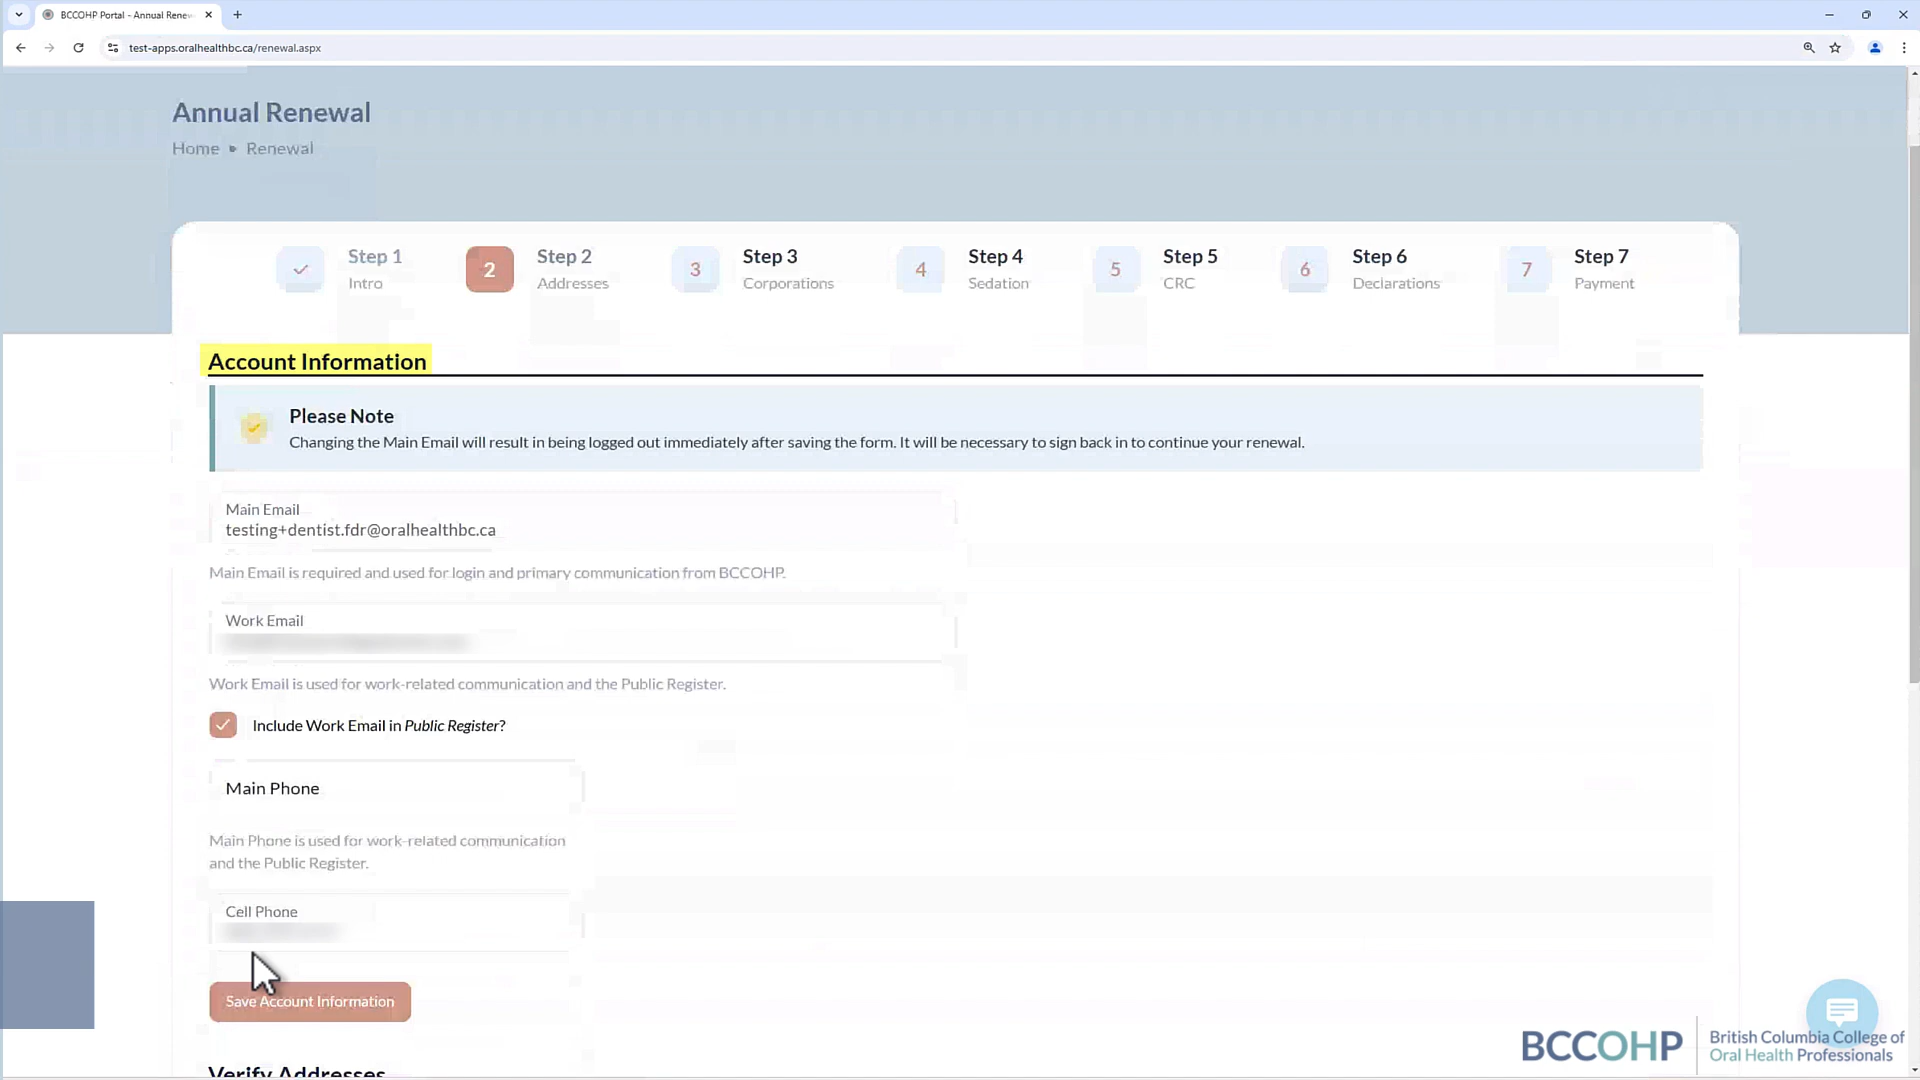 BCCOHP Portal - Annual Renew
test-apps.oralhealthbc.ca/renewal.aspx
Annual Renewal
Home • Renewal
Step 1
Intro
2
Step 2
Addresses
3
Step 3
Corporations
4
Step 4
Sedation
5
Step 5
CRC
6
Step 6
Declarations
7
Step 7
Payment
Account Information
Please Note
Changing the Main Email will result in being logged out immediately after saving the form. It will be necessary to sign back in to continue your renewal.
Main Email
testing+dentist.fdr@oralhealthbc.ca
Main Email is required and used for login and primary communication from BCCOHP.
Work Email
Work Email is used for work-related communication and the Public Register.
Include Work Email in Public Register?
Main Phone
Main Phone is used for work-related communication
and the Public Register.
Cell Phone
Save Account Information
Verify Addresses
BCCOHP
British Columbia College of
Oral Health Professionals